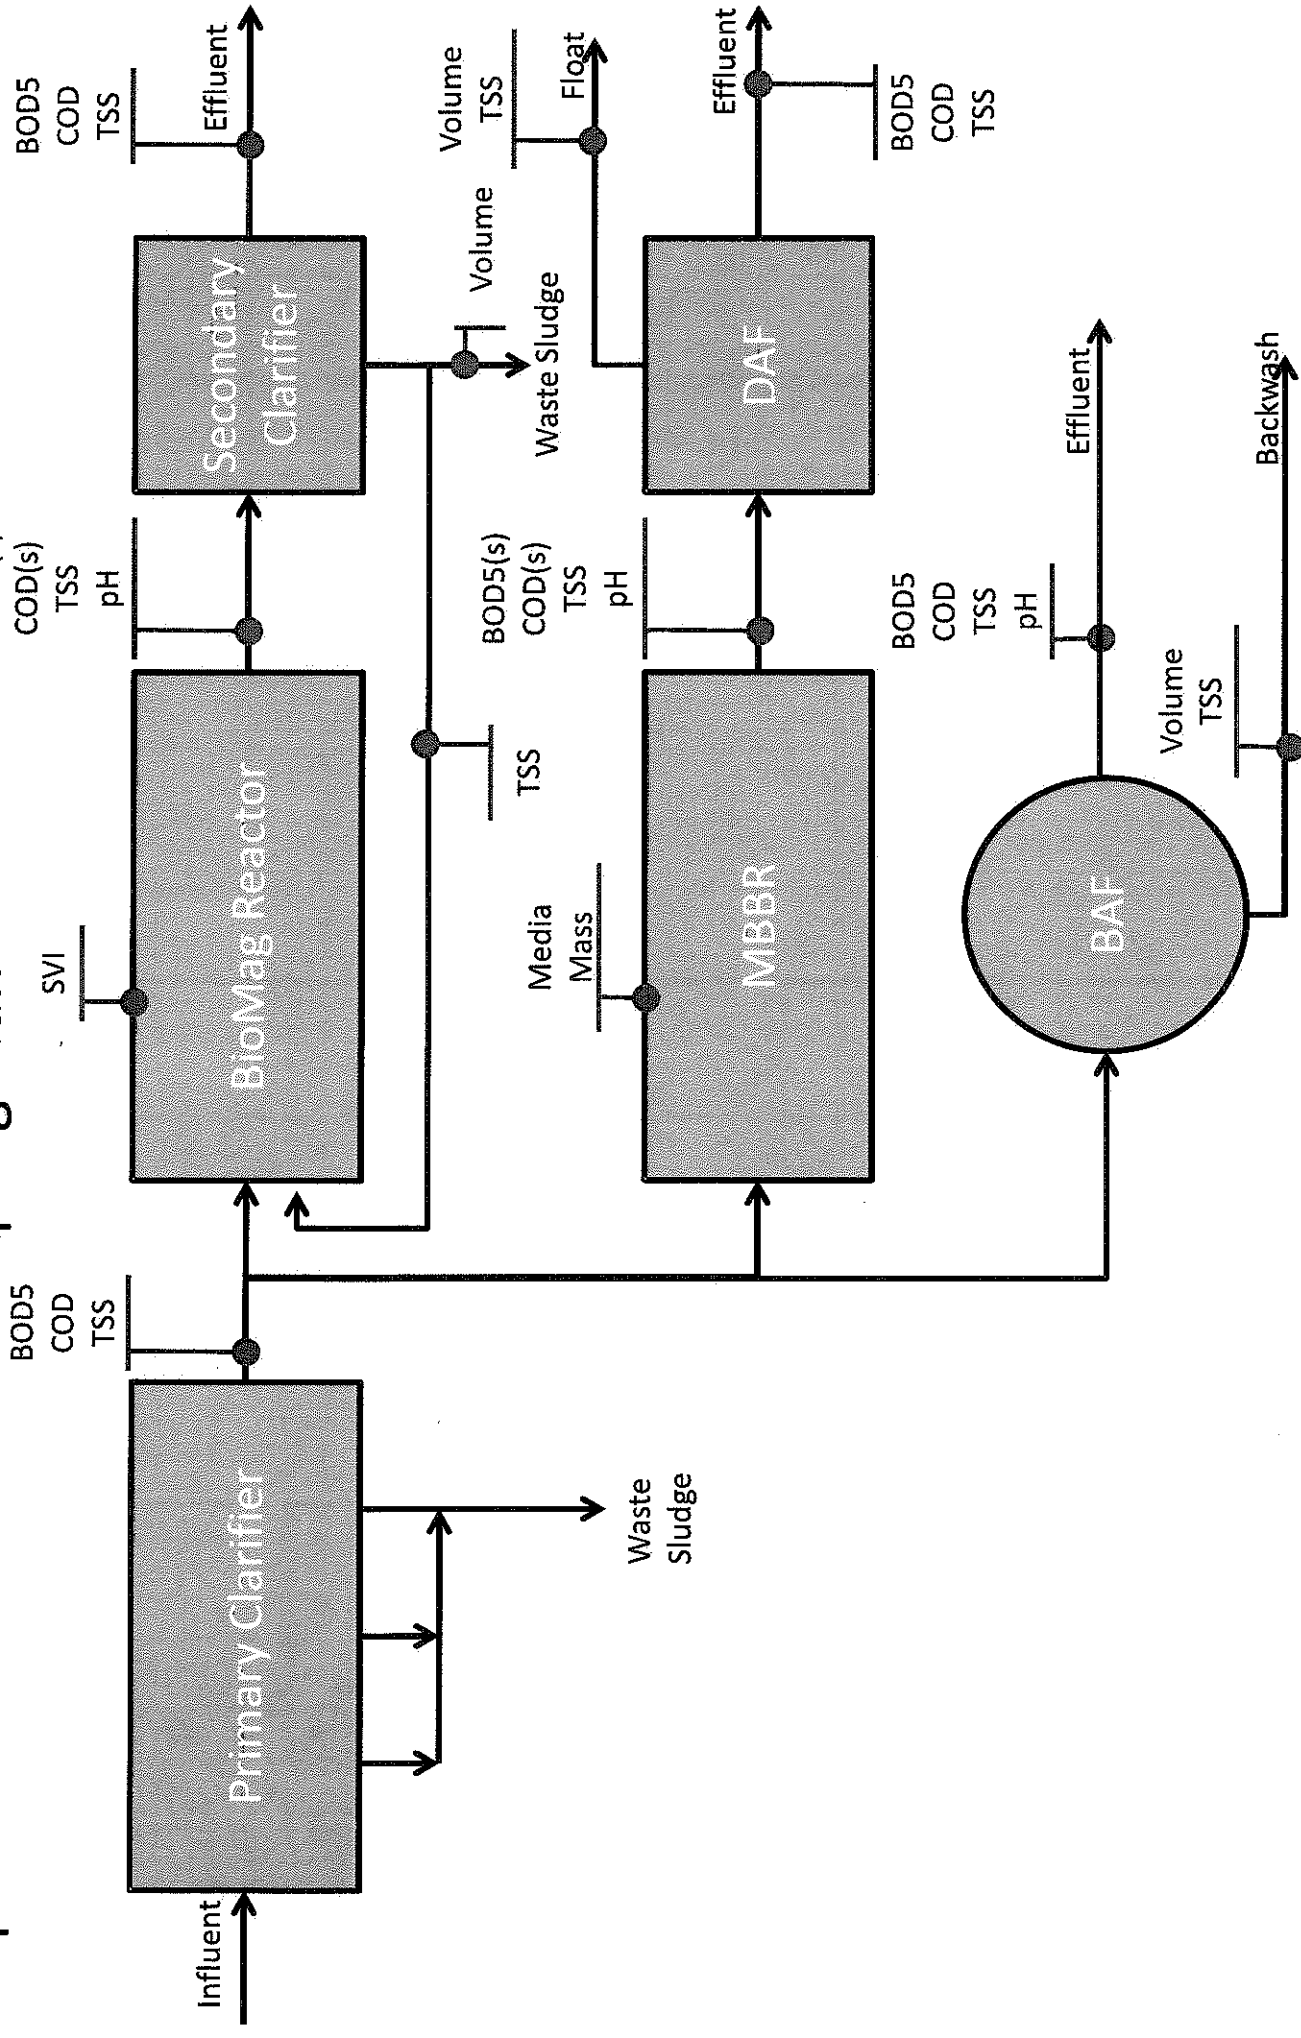 Influent
Primary Clarifier
Waste
Sludge
BOD5
COD
TSS
SVI
BioMag Reactor
COD(s)
TSS
pH
Secondary
Clarifier
BOD5
COD
TSS
Effluent
Volume
Waste Sludge
TSS
Media
Mass
MBBR
BOD5(s)
COD(s)
TSS
pH
DAF
Volume
TSS
Float
Effluent
BOD5
COD
TSS
BAF
BOD5
COD
TSS
pH
Effluent
Volume
TSS
Backwash